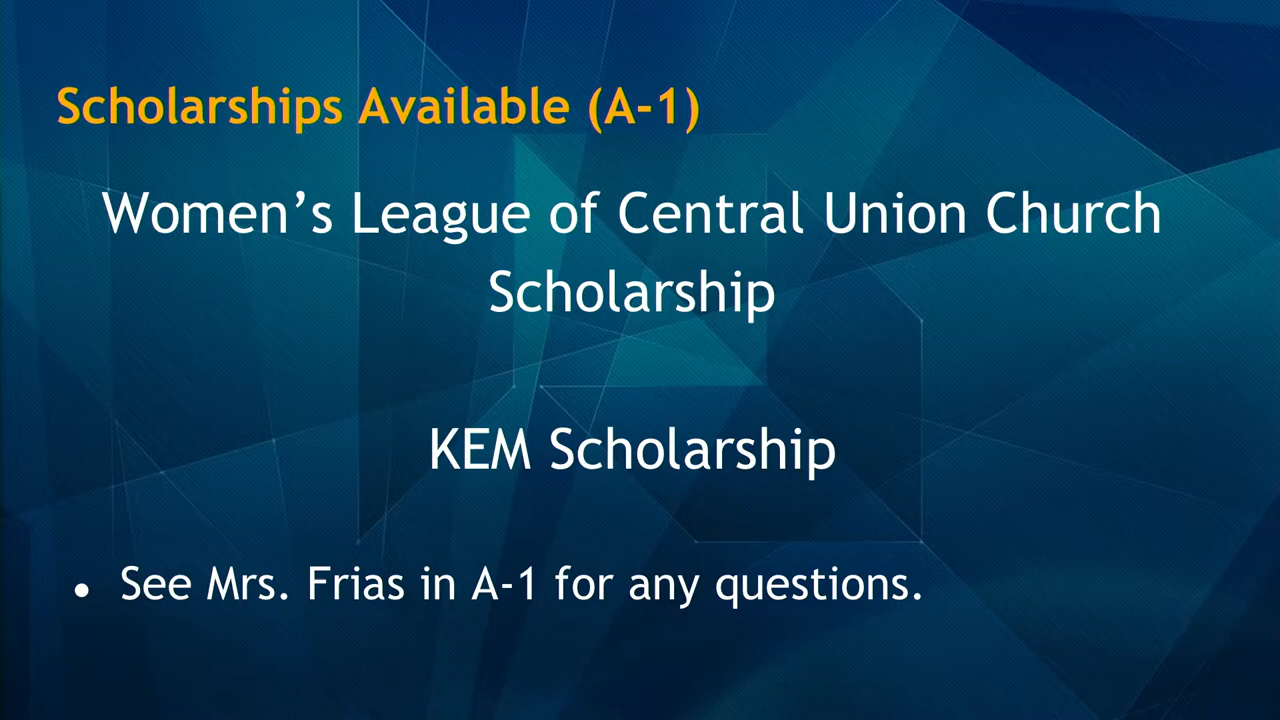 Scholarships Available (A-1)
Women’s League of Central Union Church
Scholarship
KEM Scholarship
● See Mrs. Frias in A-1 for any questions.